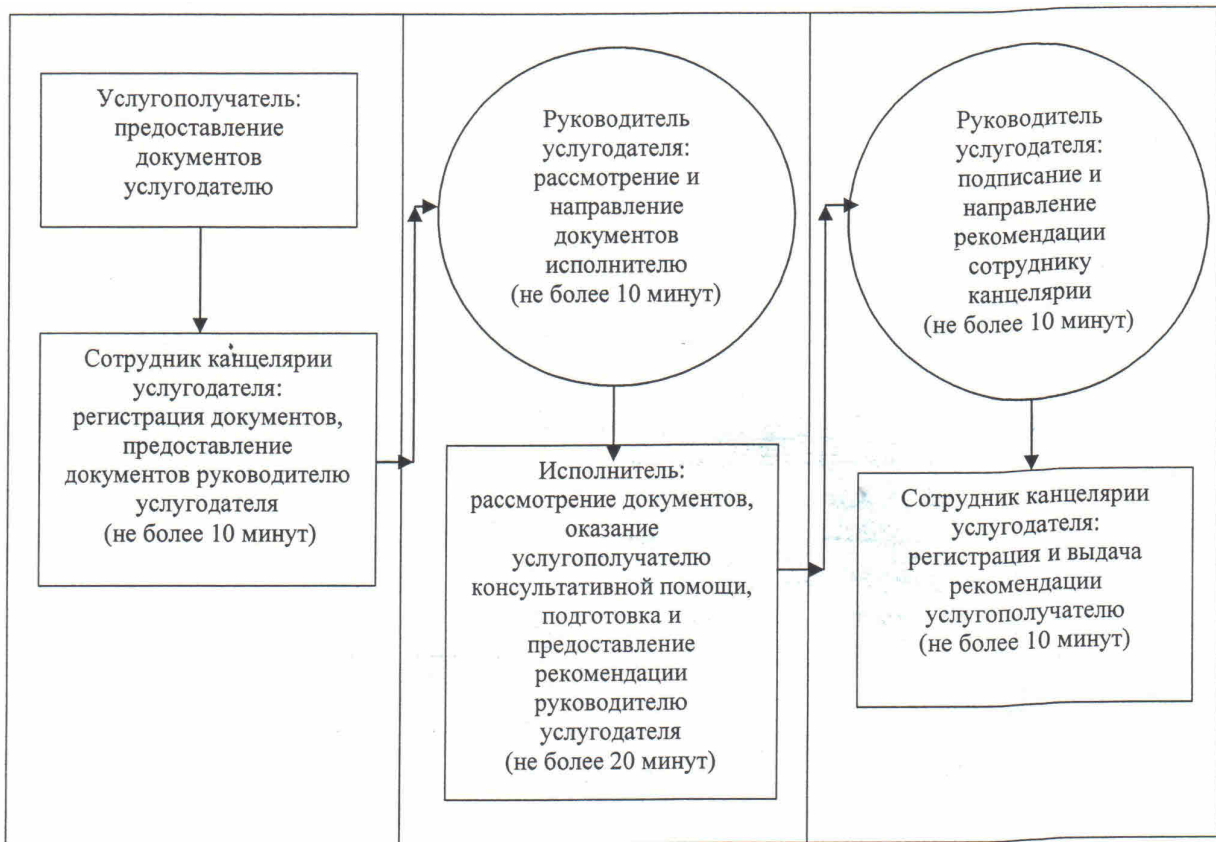 Услугополучатель:
предоставление
документов
услугодателю
Сотрудник канцелярии
услугодателя:
регистрация документов,
предоставление
документов руководителю
услугодателя
(не более 10 минут)
Руководитель
услугодателя:
рассмотрение и
направление
документов
исполнителю
(не более 10 минут)
Исполнитель:
рассмотрение документов,
оказание
услугополучателю
консультативной помощи,
подготовка и
предоставление
рекомендации
руководителю
услугодателя
(не более 20 минут)
Руководитель
услугодателя:
подписание и
направление
рекомендации
сотруднику
канцелярии
(не более 10 минут)
Сотрудник канцелярии
услугодателя:
регистрация и выдача
рекомендации
услугополучателю
(не более 10 минут)